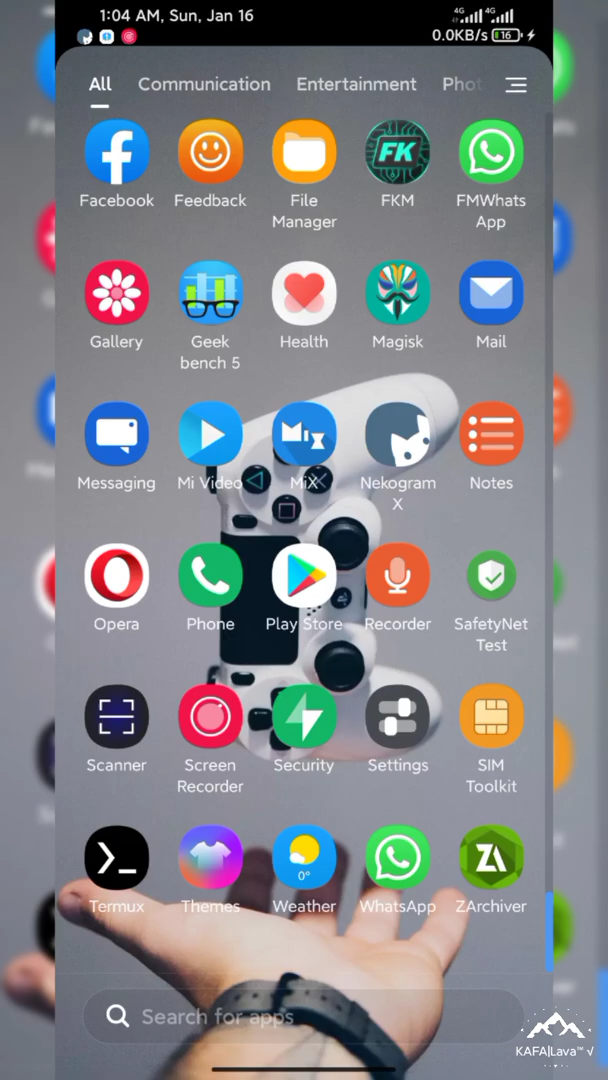 1:04 AM, Sun, Jan 16
4G 4G
0.0KB/s 16
All Communication Entertainment Phot
FK
Facebook Feedback File Manager FKM FMWhats App
Gallery Geek bench 5 Health Magisk Mail
Messaging Mi Video MiX Nekogram X Notes
Opera Phone Play Store Recorder SafetyNet Test
Scanner Screen Recorder Security Settings SIM Toolkit
0°
ZA
Termux Themes Weather WhatsApp ZArchiver
Search for apps
KAFA|Lava™ √